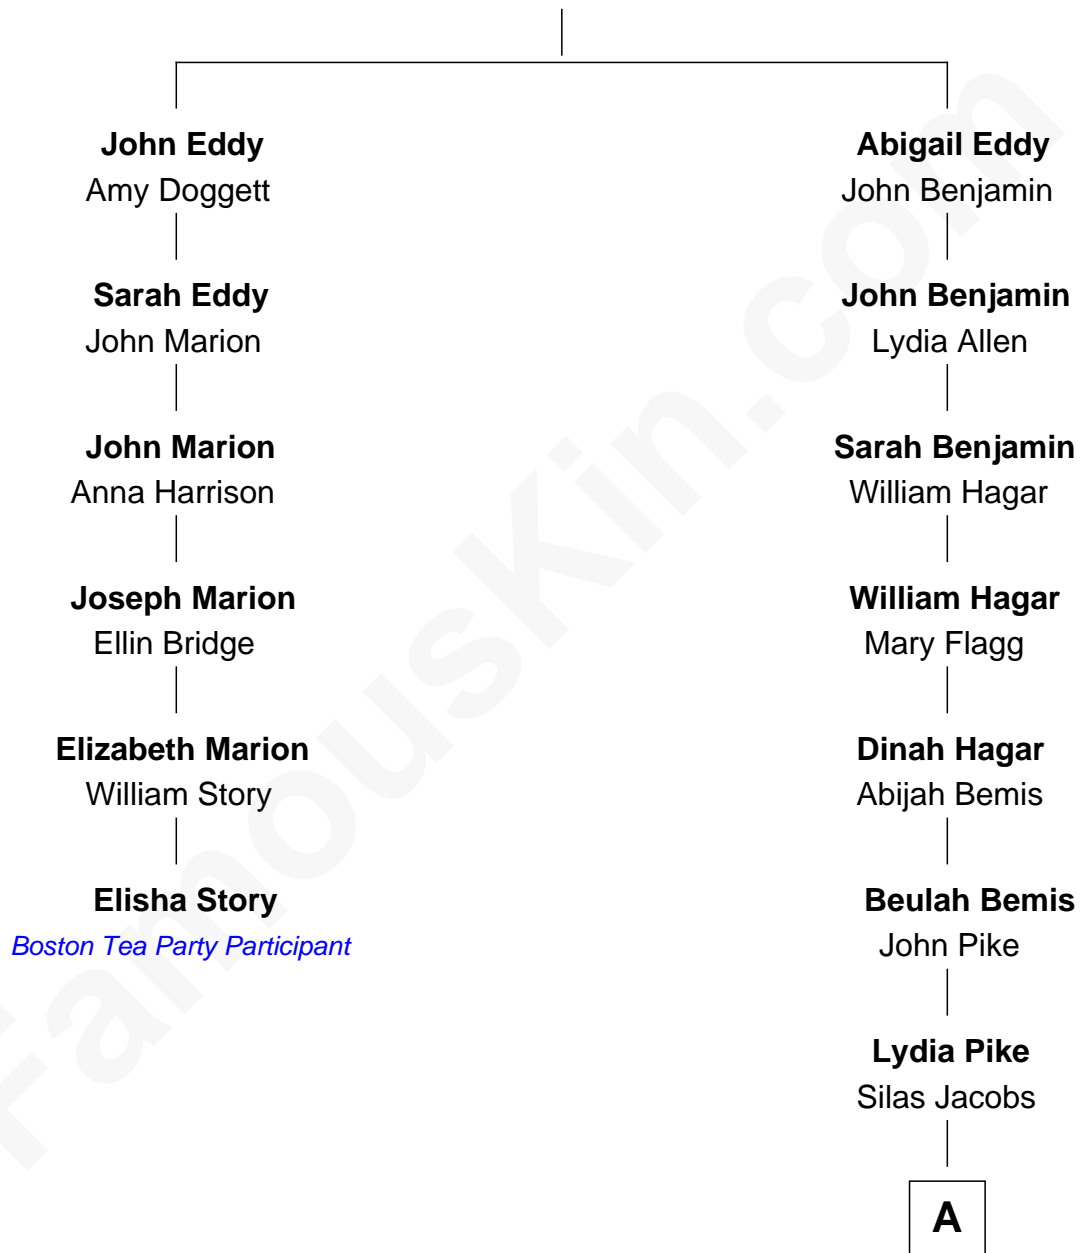 John Eddy
Amy Doggett
Sarah Eddy
John Marion
John Marion
Anna Harrison
Joseph Marion
Ellin Bridge
Elizabeth Marion
William Story
Elisha Story
Boston Tea Party Participant
Abigail Eddy
John Benjamin
John Benjamin
Lydia Allen
Sarah Benjamin
William Hagar
William Hagar
Mary Flagg
Dinah Hagar
Abijah Bemis
Beulah Bemis
John Pike
Lydia Pike
Silas Jacobs
A
FamousKin.com